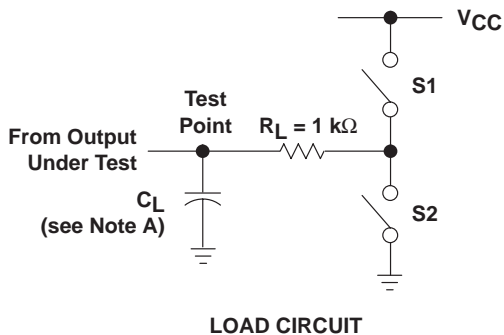 VCC
S1
Test
Point
RL = 1 kΩ
From Output
Under Test
CL
(see Note A)
S2
LOAD CIRCUIT